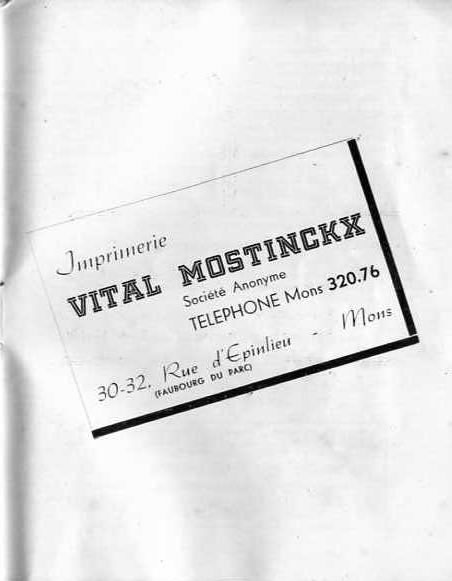 Imprimerie
VITAL MOSTINCKX
Société Anonyme
TELEPHONE Mons 320.76
30-32, Rue d'Epinlieu - Mons
(FAUBOURG DU PARC)